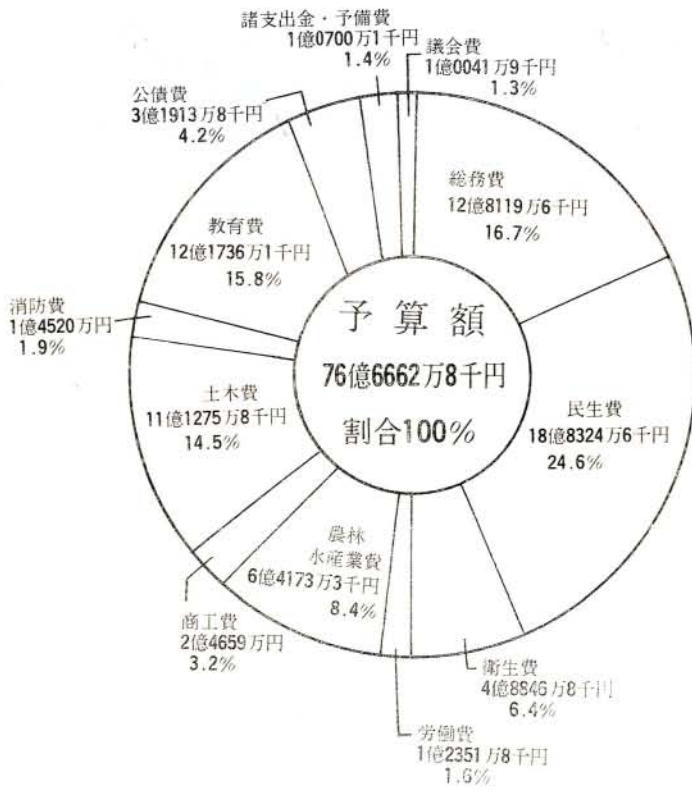 諸支出金・予備費
1億0700万1千円
1.4%
議会費
1億0041万9千円
1.3%
総務費
12億8119万6千円
16.7%
民生費
18億8324万6千円
24.6%
衛生費
4億8846万8千円
6.4%
労働費
1億2351万8千円
1.6%
農林
水産業費
6億4173万3千円
8.4%
商工費
2億4659万円
3.2%
土木費
11億1275万8千円
14.5%
消防費
1億4520万円
1.9%
教育費
12億1736万1千円
15.8%
公債費
3億1913万8千円
4.2%
予算額
76億6662万8千円
割合100%